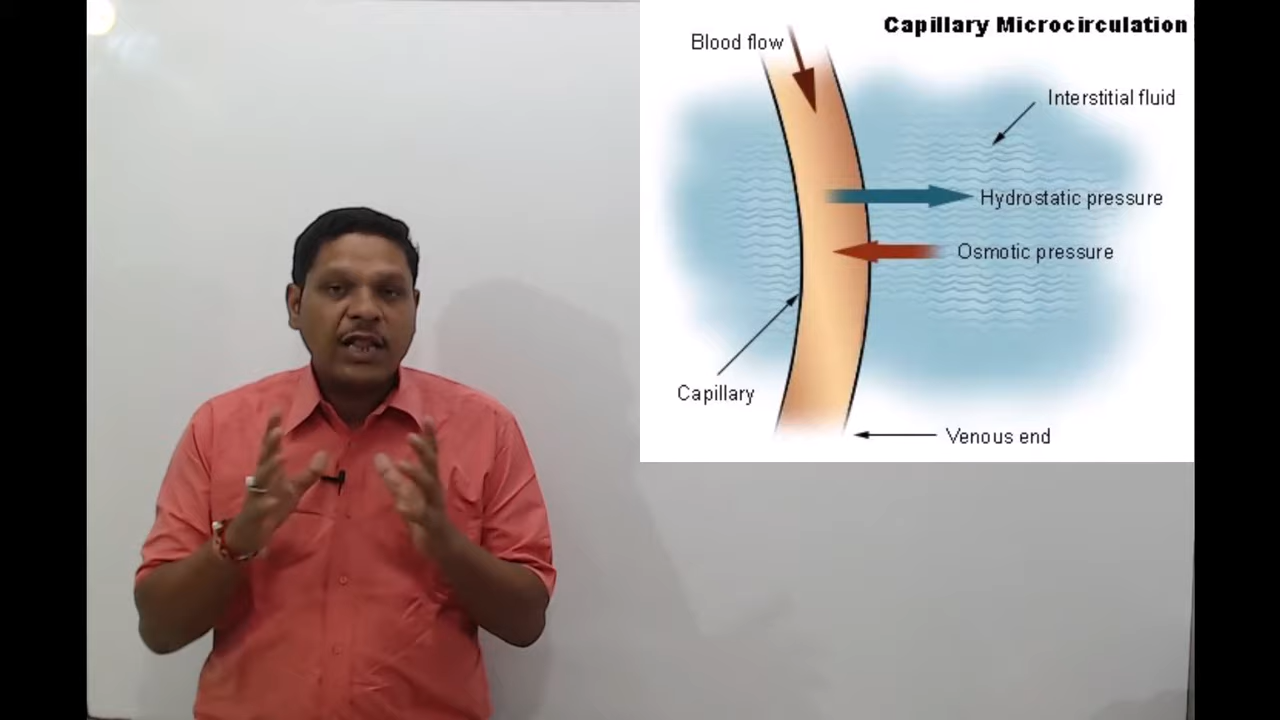 Capillary Microcirculation
Blood flow
Interstitial fluid
Hydrostatic pressure
Osmotic pressure
Capillary
Venous end